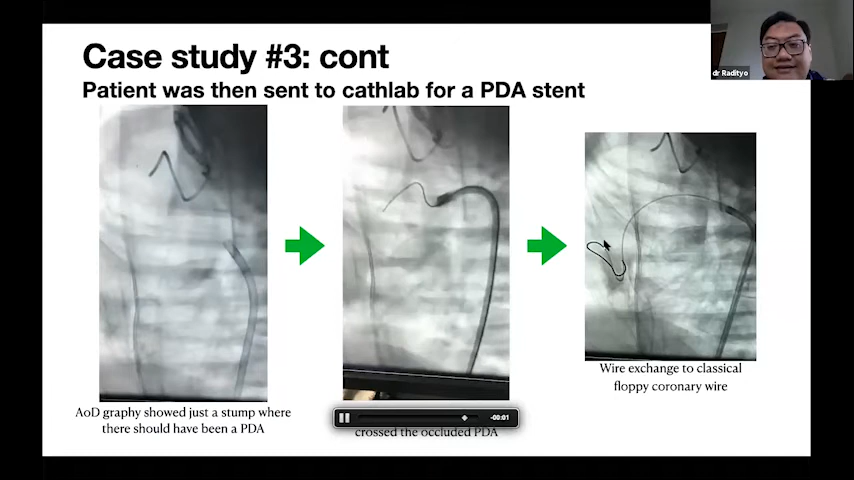 Case study #3: cont
Patient was then sent to cathlab for a PDA stent
dr Radityo
AoD graphy showed just a stump where
there should have been a PDA
-00:01
crossed the occluded PDA
Wire exchange to classical
floppy coronary wire